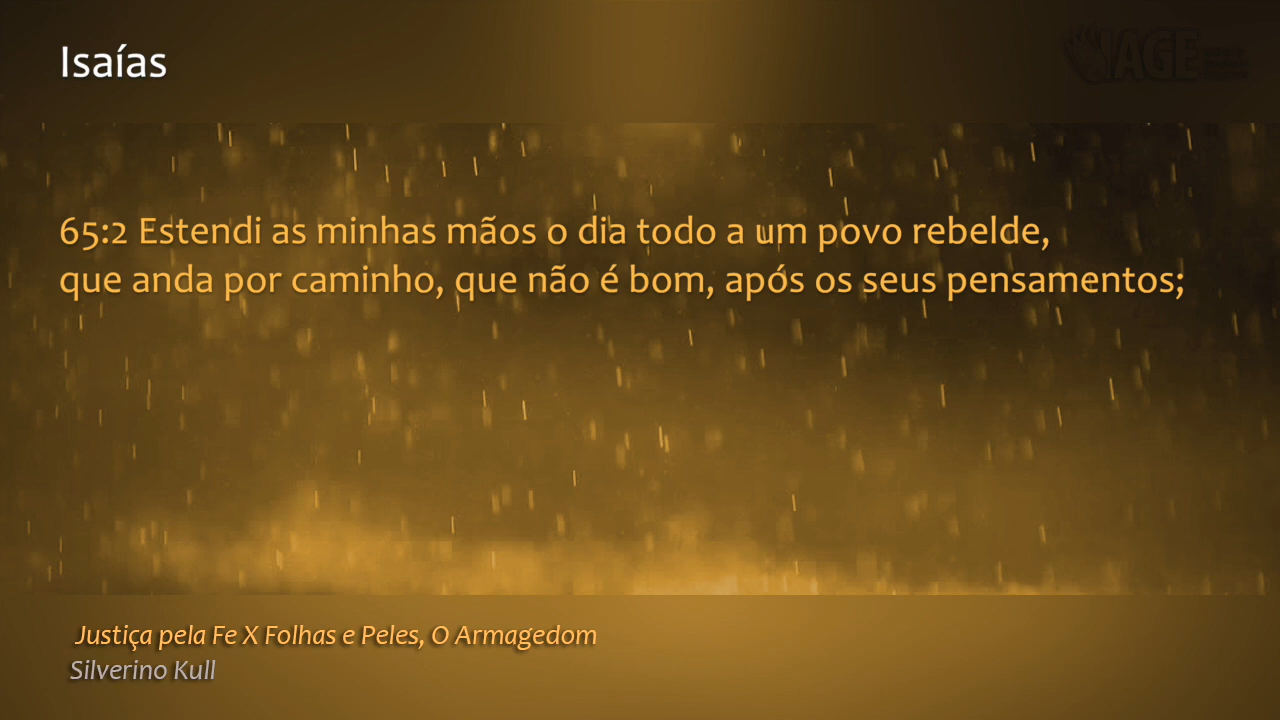 Isaías
IAGE
65:2 Estendi as minhas mãos o dia todo a um povo rebelde,
que anda por caminho, que não é bom, após os seus pensamentos;
Justiça pela Fe X Folhas e Peles, O Armagedom
Silverino Kull